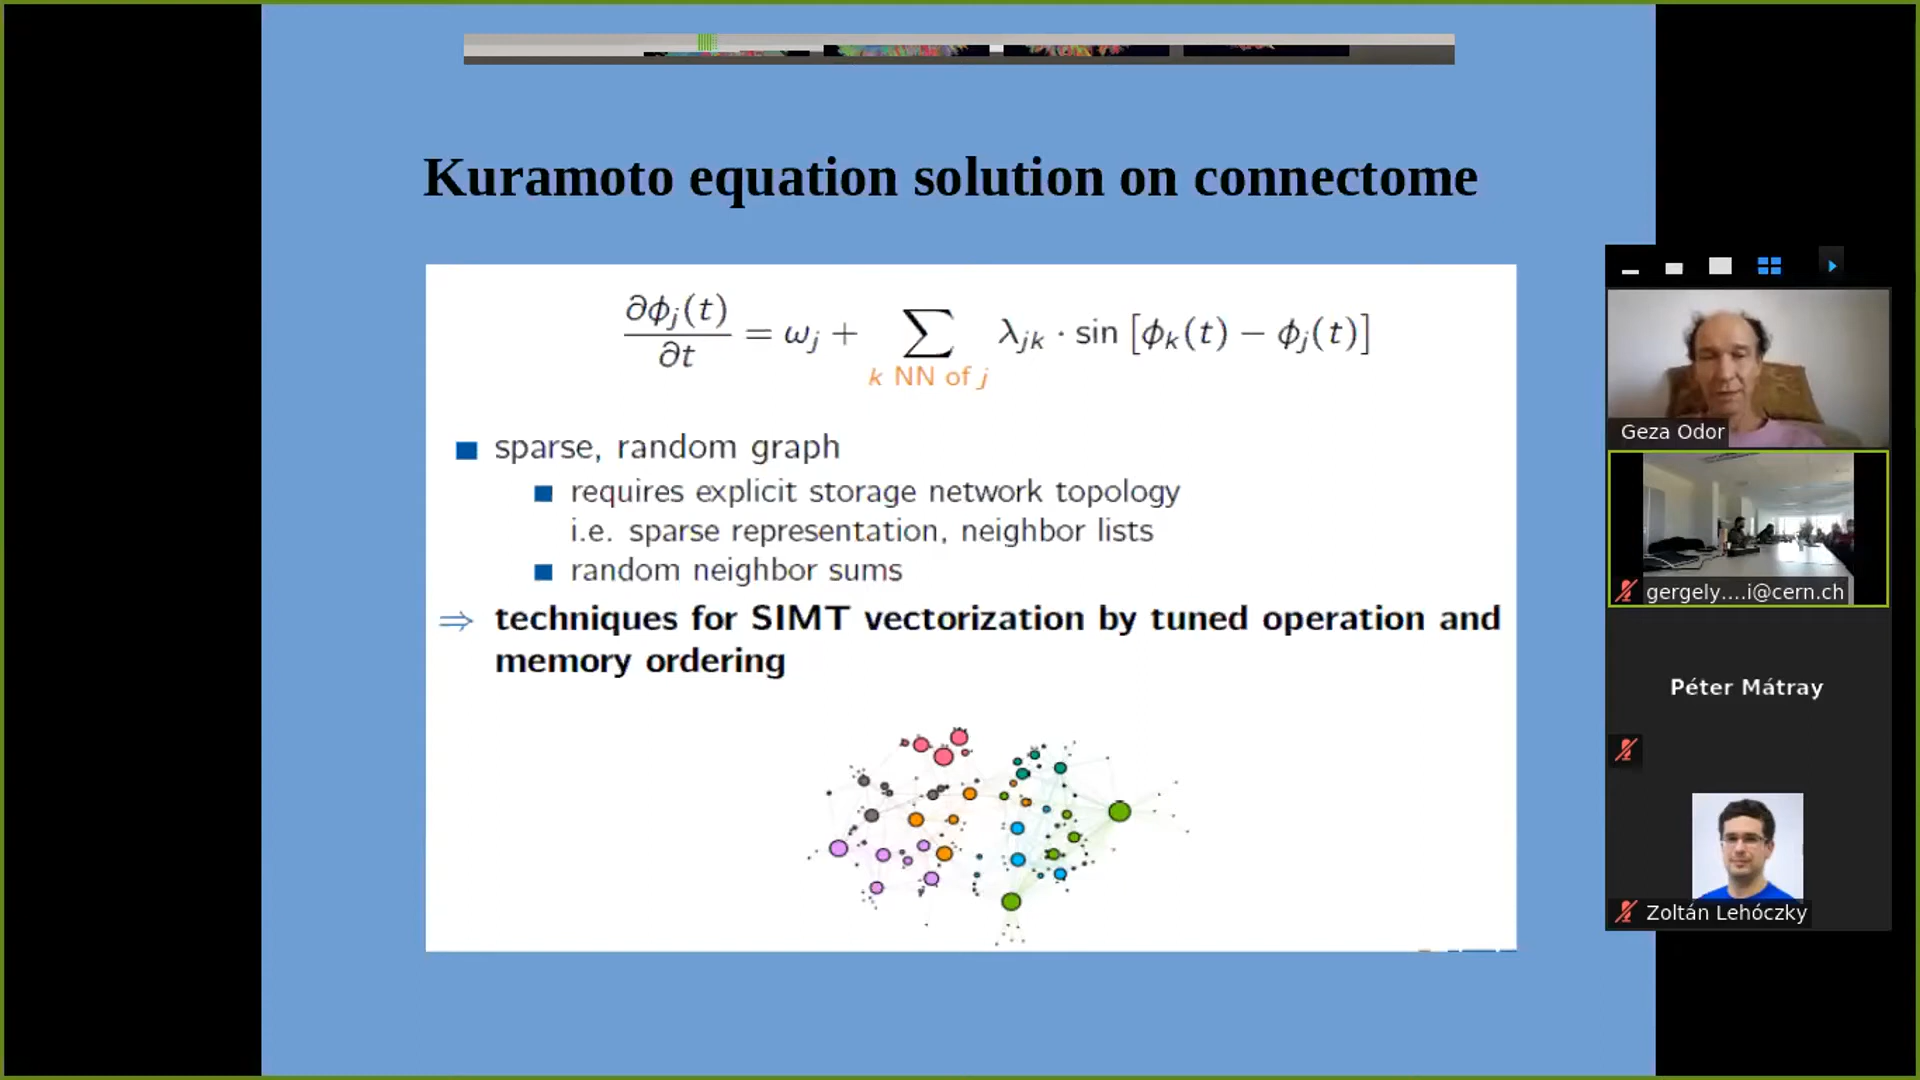 Kuramoto equation solution on connectome
∂ϕj(t)/∂t = ωj + ∑ λjk · sin [ϕk(t) − ϕj(t)]
k NN of j
sparse, random graph
requires explicit storage network topology
i.e. sparse representation, neighbor lists
random neighbor sums
⇒ techniques for SIMT vectorization by tuned operation and
memory ordering
Geza Odor
gergely....i@cern.ch
Péter Mátray
Zoltán Lehóczky